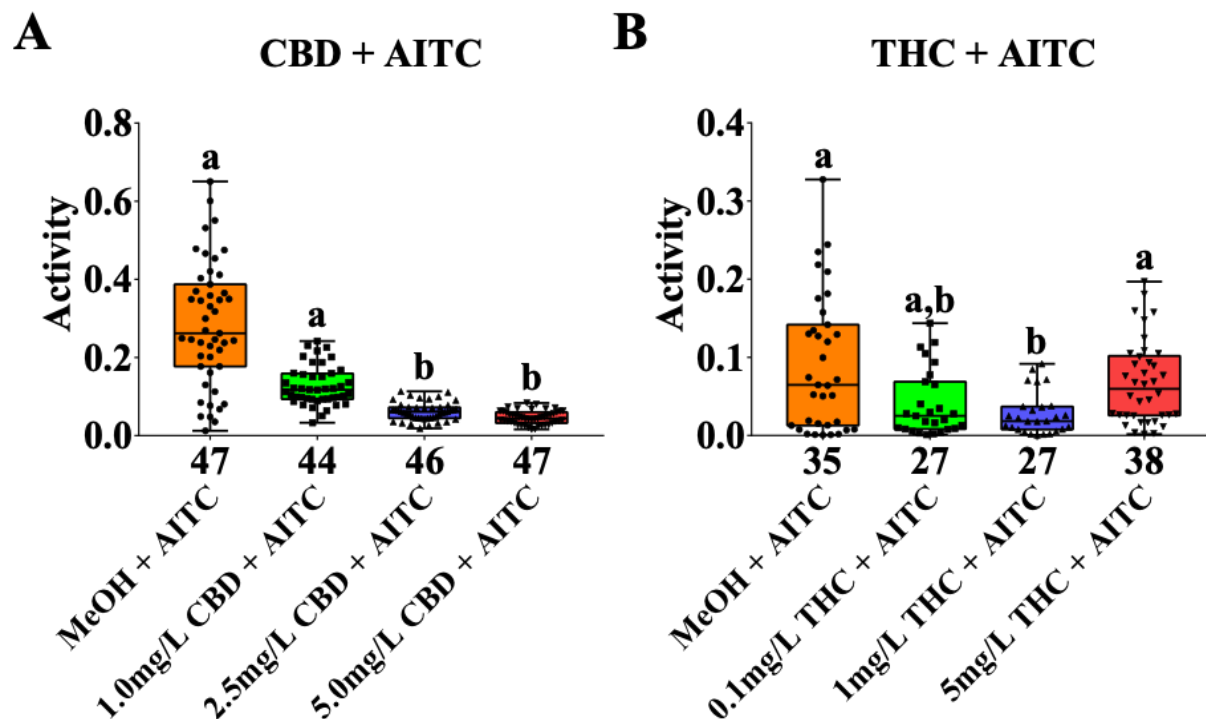 A
CBD + AITC
Activity
0.8
0.6
0.4
0.2
0.0
a
a
b
b
47 44 46 47
MeOH + AITC
1.0mg/L CBD + AITC
2.5mg/L CBD + AITC
5.0mg/L CBD + AITC
B
THC + AITC
Activity
0.4
0.3
0.2
0.1
0.0
a
a,b
b
a
35 27 27 38
MeOH + AITC
0.1mg/L THC + AITC
1mg/L THC + AITC
5mg/L THC + AITC